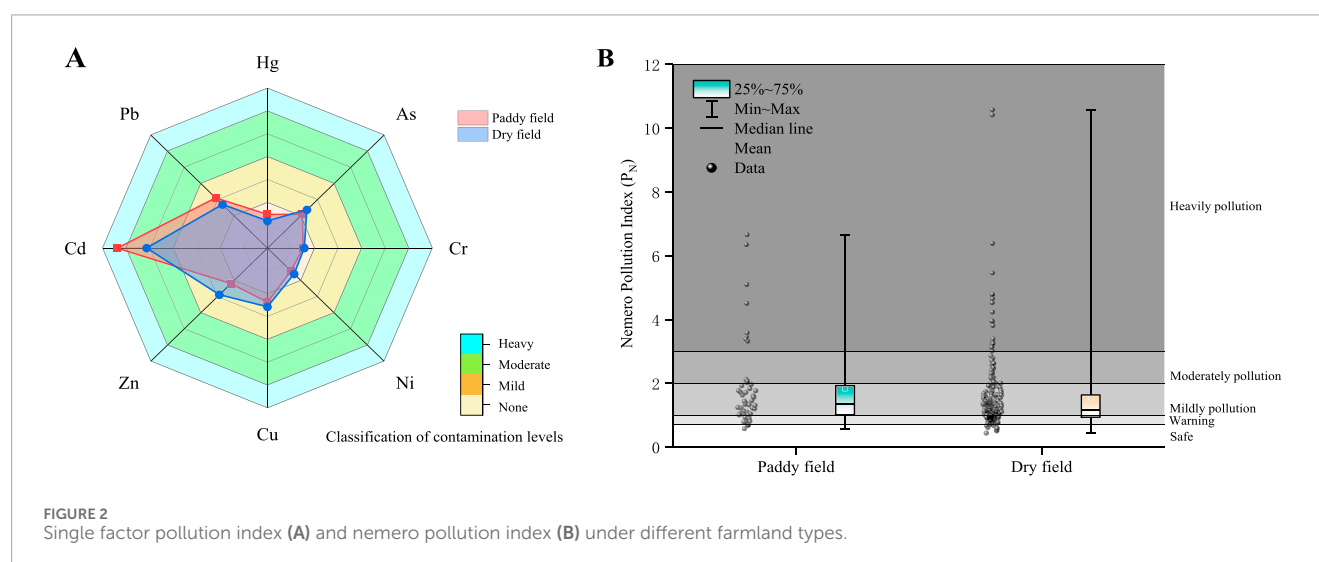 A
Hg
Pb
As
Paddy field
Dry field
Cd
Cr
Zn
Ni
Cu
Heavy
Moderate
Mild
None
Classification of contamination levels
B
12
10
8
6
4
2
0
Nemero Pollution Index (PN)
25%~75%
Min~Max
Median line
Mean
Data
Heavily pollution
Moderately pollution
Mildly pollution
Warning
Safe
Paddy field
Dry field
FIGURE 2
Single factor pollution index (A) and nemero pollution index (B) under different farmland types.